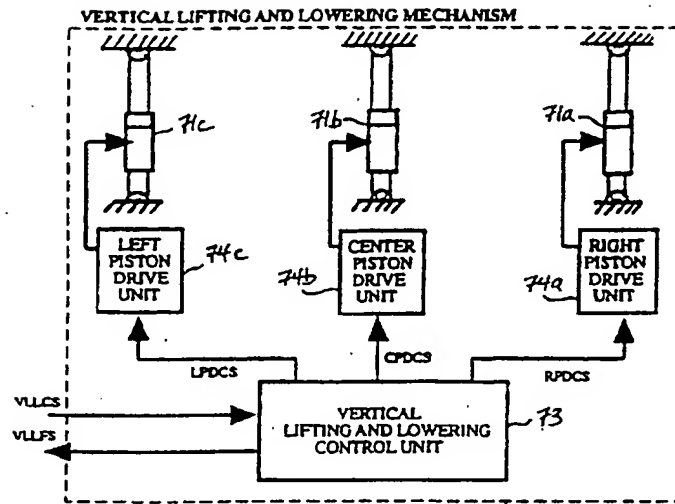 VERTICAL LIFTING AND LOWERING MECHANISM
71c
71b
71a
LEFT
PISTON
DRIVE
UNIT
74c
CENTER
PISTON
DRIVE
UNIT
74b
RIGHT
PISTON
DRIVE
UNIT
74a
LPDCS
CPDCS
RPDCS
VLLCS
VLLFS
VERTICAL
LIFTING AND LOWERING
CONTROL UNIT
73